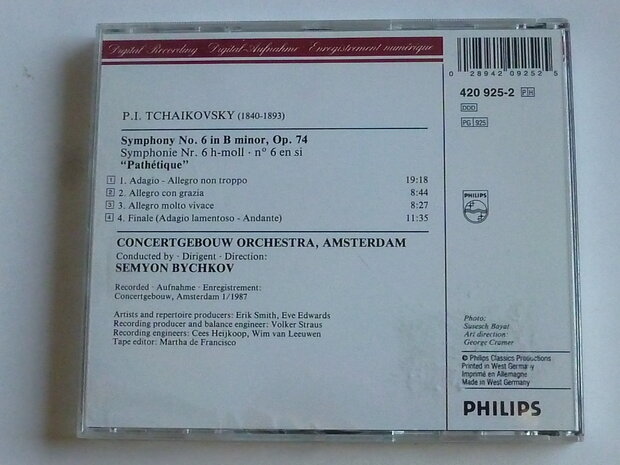 Digital Recording · Digital-Aufnahme · Enregistrement numérique
P.I. TCHAIKOVSKY (1840-1893)
Symphony No. 6 in B minor, Op. 74
Symphonie Nr. 6 h-moll · n° 6 en si
“Pathétique”
1 1. Adagio - Allegro non troppo 19:18
2 2. Allegro con grazia 8:44
3 3. Allegro molto vivace 8:27
4 4. Finale (Adagio lamentoso - Andante) 11:35
CONCERTGEBOUW ORCHESTRA, AMSTERDAM
Conducted by · Dirigent · Direction:
SEMYON BYCHKOV
Recorded · Aufnahme · Enregistrement:
Concertgebouw, Amsterdam 1/1987
Artists and repertoire producers: Erik Smith, Eve Edwards
Recording producer and balance engineer: Volker Straus
Recording engineers: Cees Heijkoop, Wim van Leeuwen
Tape editor: Martha de Francisco
0 28942 09252 5
420 925-2 PH
DDD
PG 925
PHILIPS
Photo:
Susesch Bayat
Art direction:
George Cramer
© Philips Classics Productions
Printed in West Germany
Imprimé en Allemagne
Made in West Germany
PHILIPS